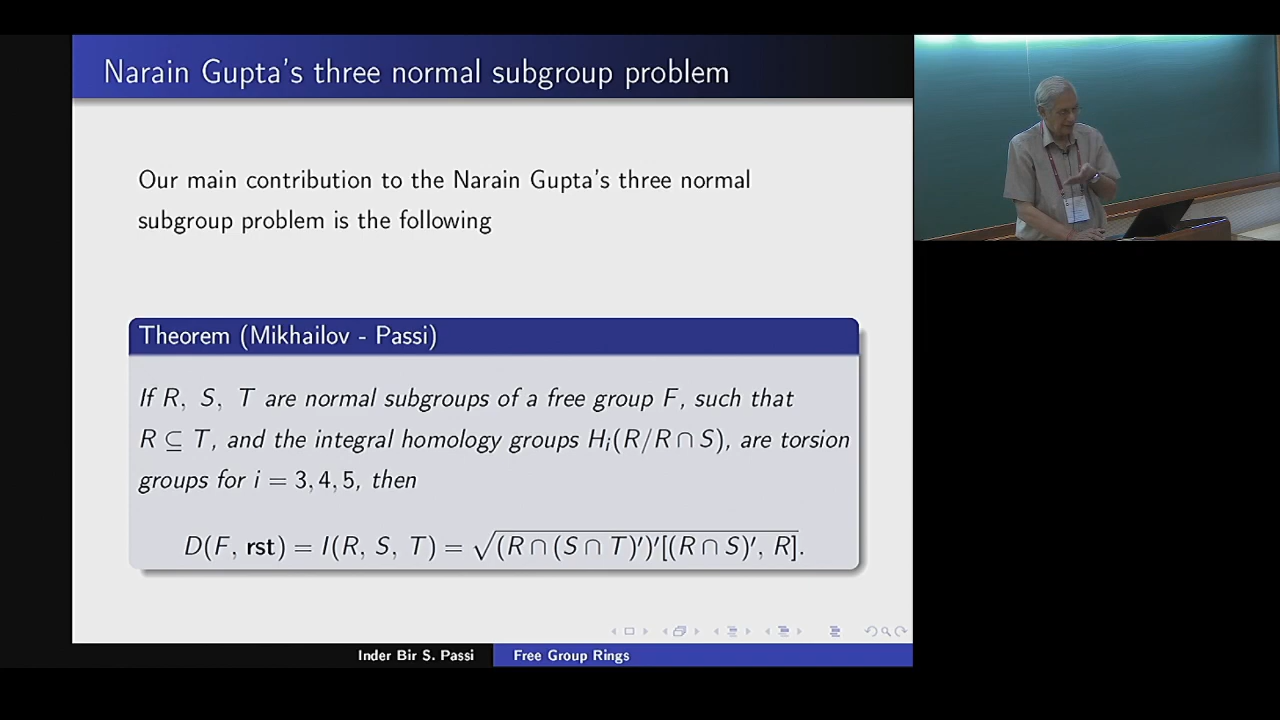 Narain Gupta's three normal subgroup problem
Our main contribution to the Narain Gupta's three normal
subgroup problem is the following
Theorem (Mikhailov - Passi)
If R, S, T are normal subgroups of a free group F, such that
R ⊆ T, and the integral homology groups H_i(R/R ∩ S), are torsion
groups for i = 3, 4, 5, then
D(F, rst) = I(R, S, T) = √(R ∩ (S ∩ T)′)′[(R ∩ S)′, R].
Inder Bir S. Passi
Free Group Rings